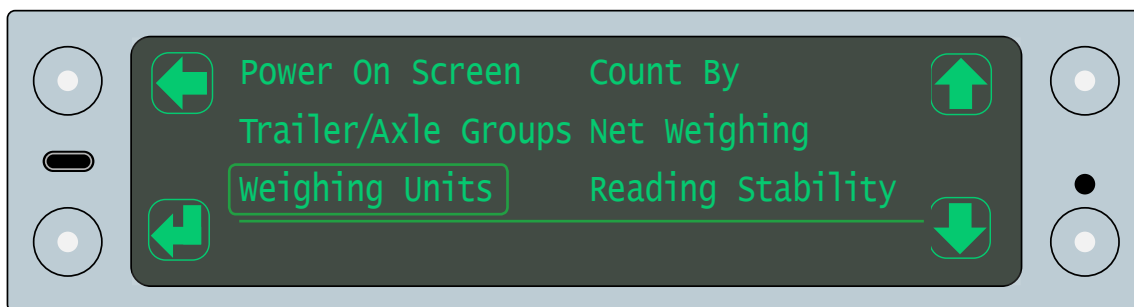 Power On Screen Count By
Trailer/Axle Groups Net Weighing
Weighing Units Reading Stability